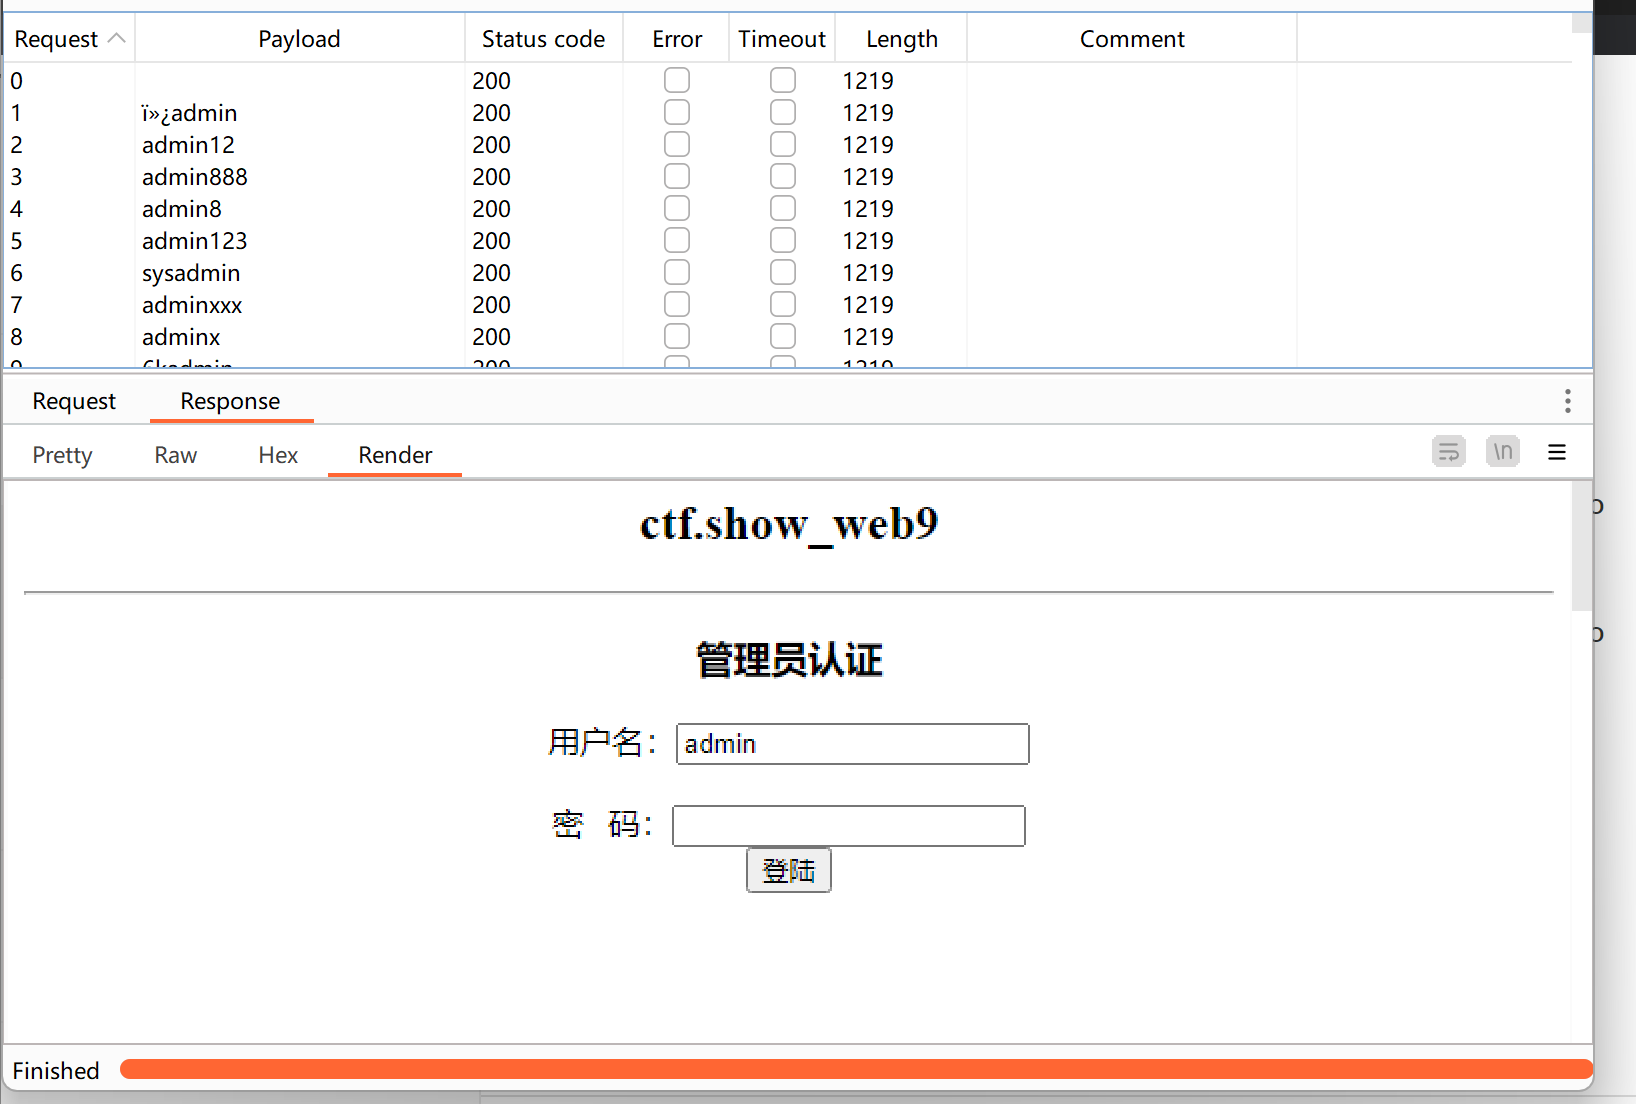 Request Payload Status code Error Timeout Length Comment
0 200 1219
1 ï»¿admin 200 1219
2 admin12 200 1219
3 admin888 200 1219
4 admin8 200 1219
5 admin123 200 1219
6 sysadmin 200 1219
7 adminxxx 200 1219
8 adminx 200 1219
9 6kadmin 200 1219
Request Response
Pretty Raw Hex Render
\n
ctf.show_web9
管理员认证
用户名： admin
密 码：
登陆
Finished